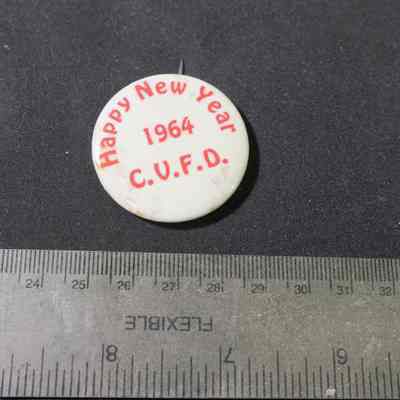 Happy New Year
1964
C.V.F.D.
24 25 26 27 28 29 30 31 32
FLEXIBLE
8 7 6